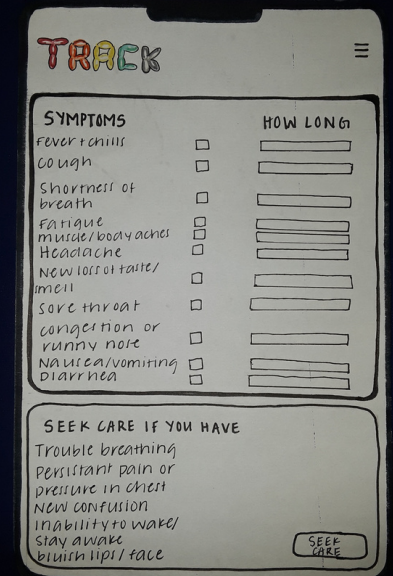 TRACK
SYMPTOMS HOW LONG
Fever + chills
cough
Shortness of
breath
Fatigue
muscle/body aches
Headache
New loss of taste/
smell
sore throat
congestion or
runny nose
Nausea/vomiting
Diarrhea
SEEK CARE IF YOU HAVE
Trouble breathing
Persistant pain or
pressure in chest
New confusion
Inability to wake/
stay awake
bluish lips/face
SEEK
CARE